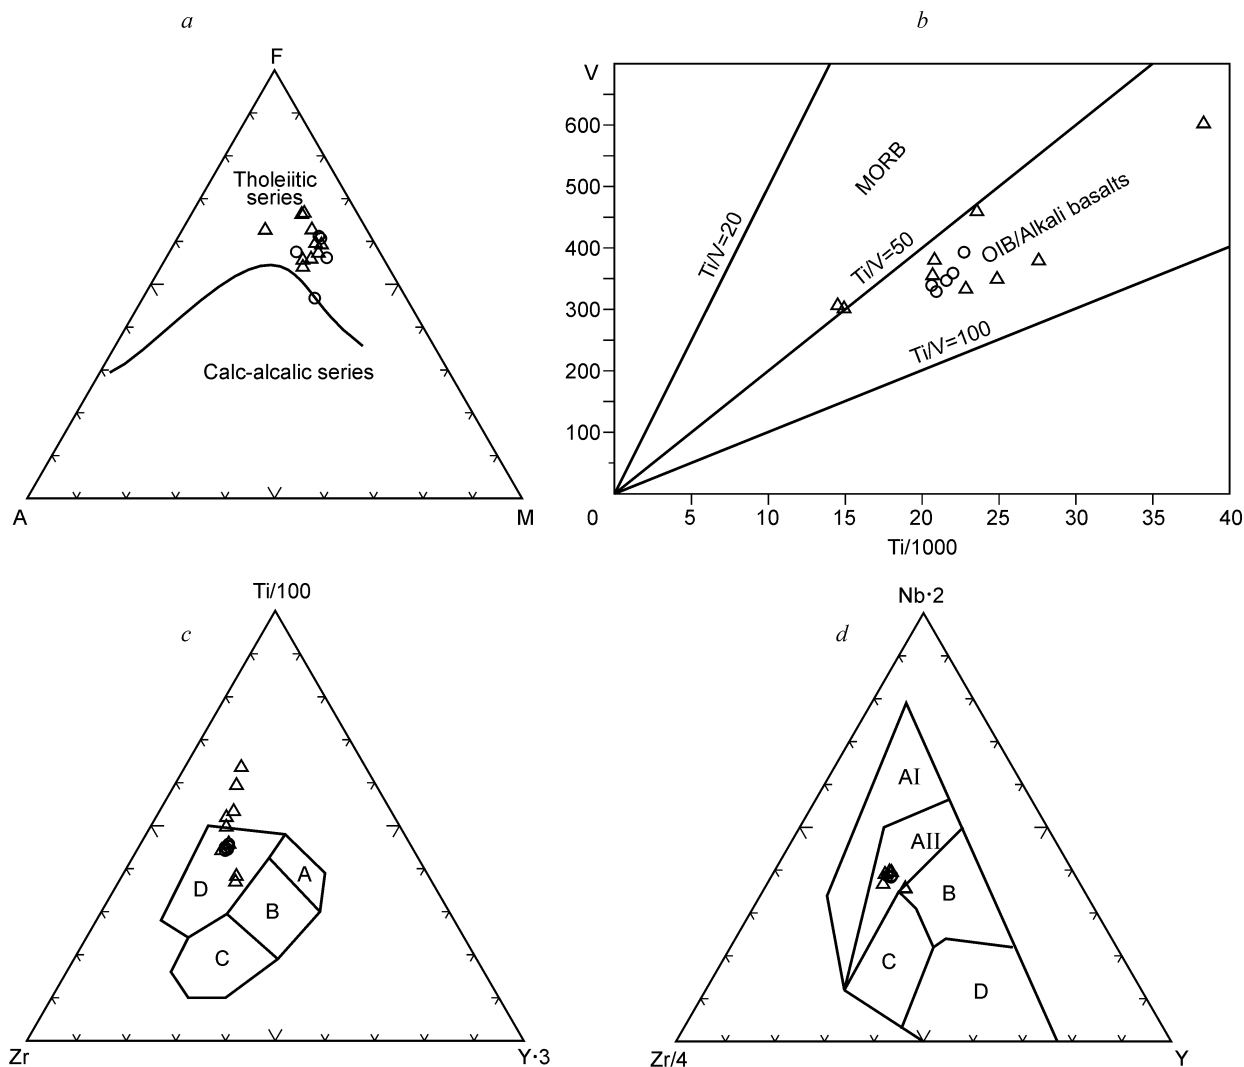 a
F
Tholeiitic
series
Calc-alcalic series
A
M
b
V
600
500
400
300
200
100
0
5
10
15
20
25
30
35
40
Ti/1000
Ti/V=20
MORB
Ti/V=50
OIB/Alkali basalts
Ti/V=100
c
Ti/100
D
A
B
C
Zr
Y·3
d
Nb·2
AI
AII
B
C
D
Zr/4
Y